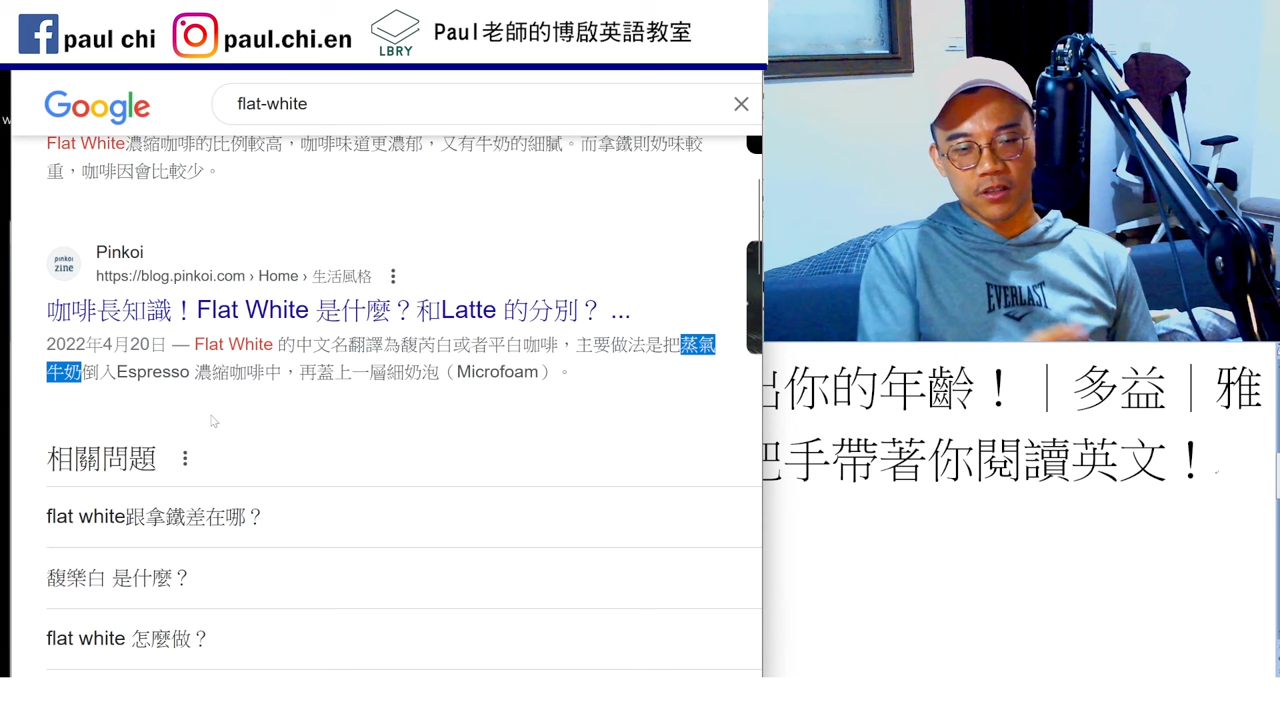 paul chi
paul.chi.en
LBRY
Paul老師的博啟英語教室
Google
flat-white
Flat White濃縮咖啡的比例較高，咖啡味道更濃郁，又有牛奶的細膩。而拿鐵則奶味較
重，咖啡因會比較少。
pinkoi
zine
Pinkoi
https://blog.pinkoi.com › Home › 生活風格
咖啡長知識！Flat White 是什麼？和Latte 的分別？ ...
2022年4月20日 — Flat White 的中文名翻譯為馥芮白或者平白咖啡，主要做法是把蒸氣
牛奶倒入Espresso 濃縮咖啡中，再蓋上一層細奶泡（Microfoam）。
相關問題
flat white跟拿鐵差在哪？
馥樂白 是什麼？
flat white 怎麼做？
EVERLAST
你的年齡！｜多益｜雅
手帶著你閱讀英文！